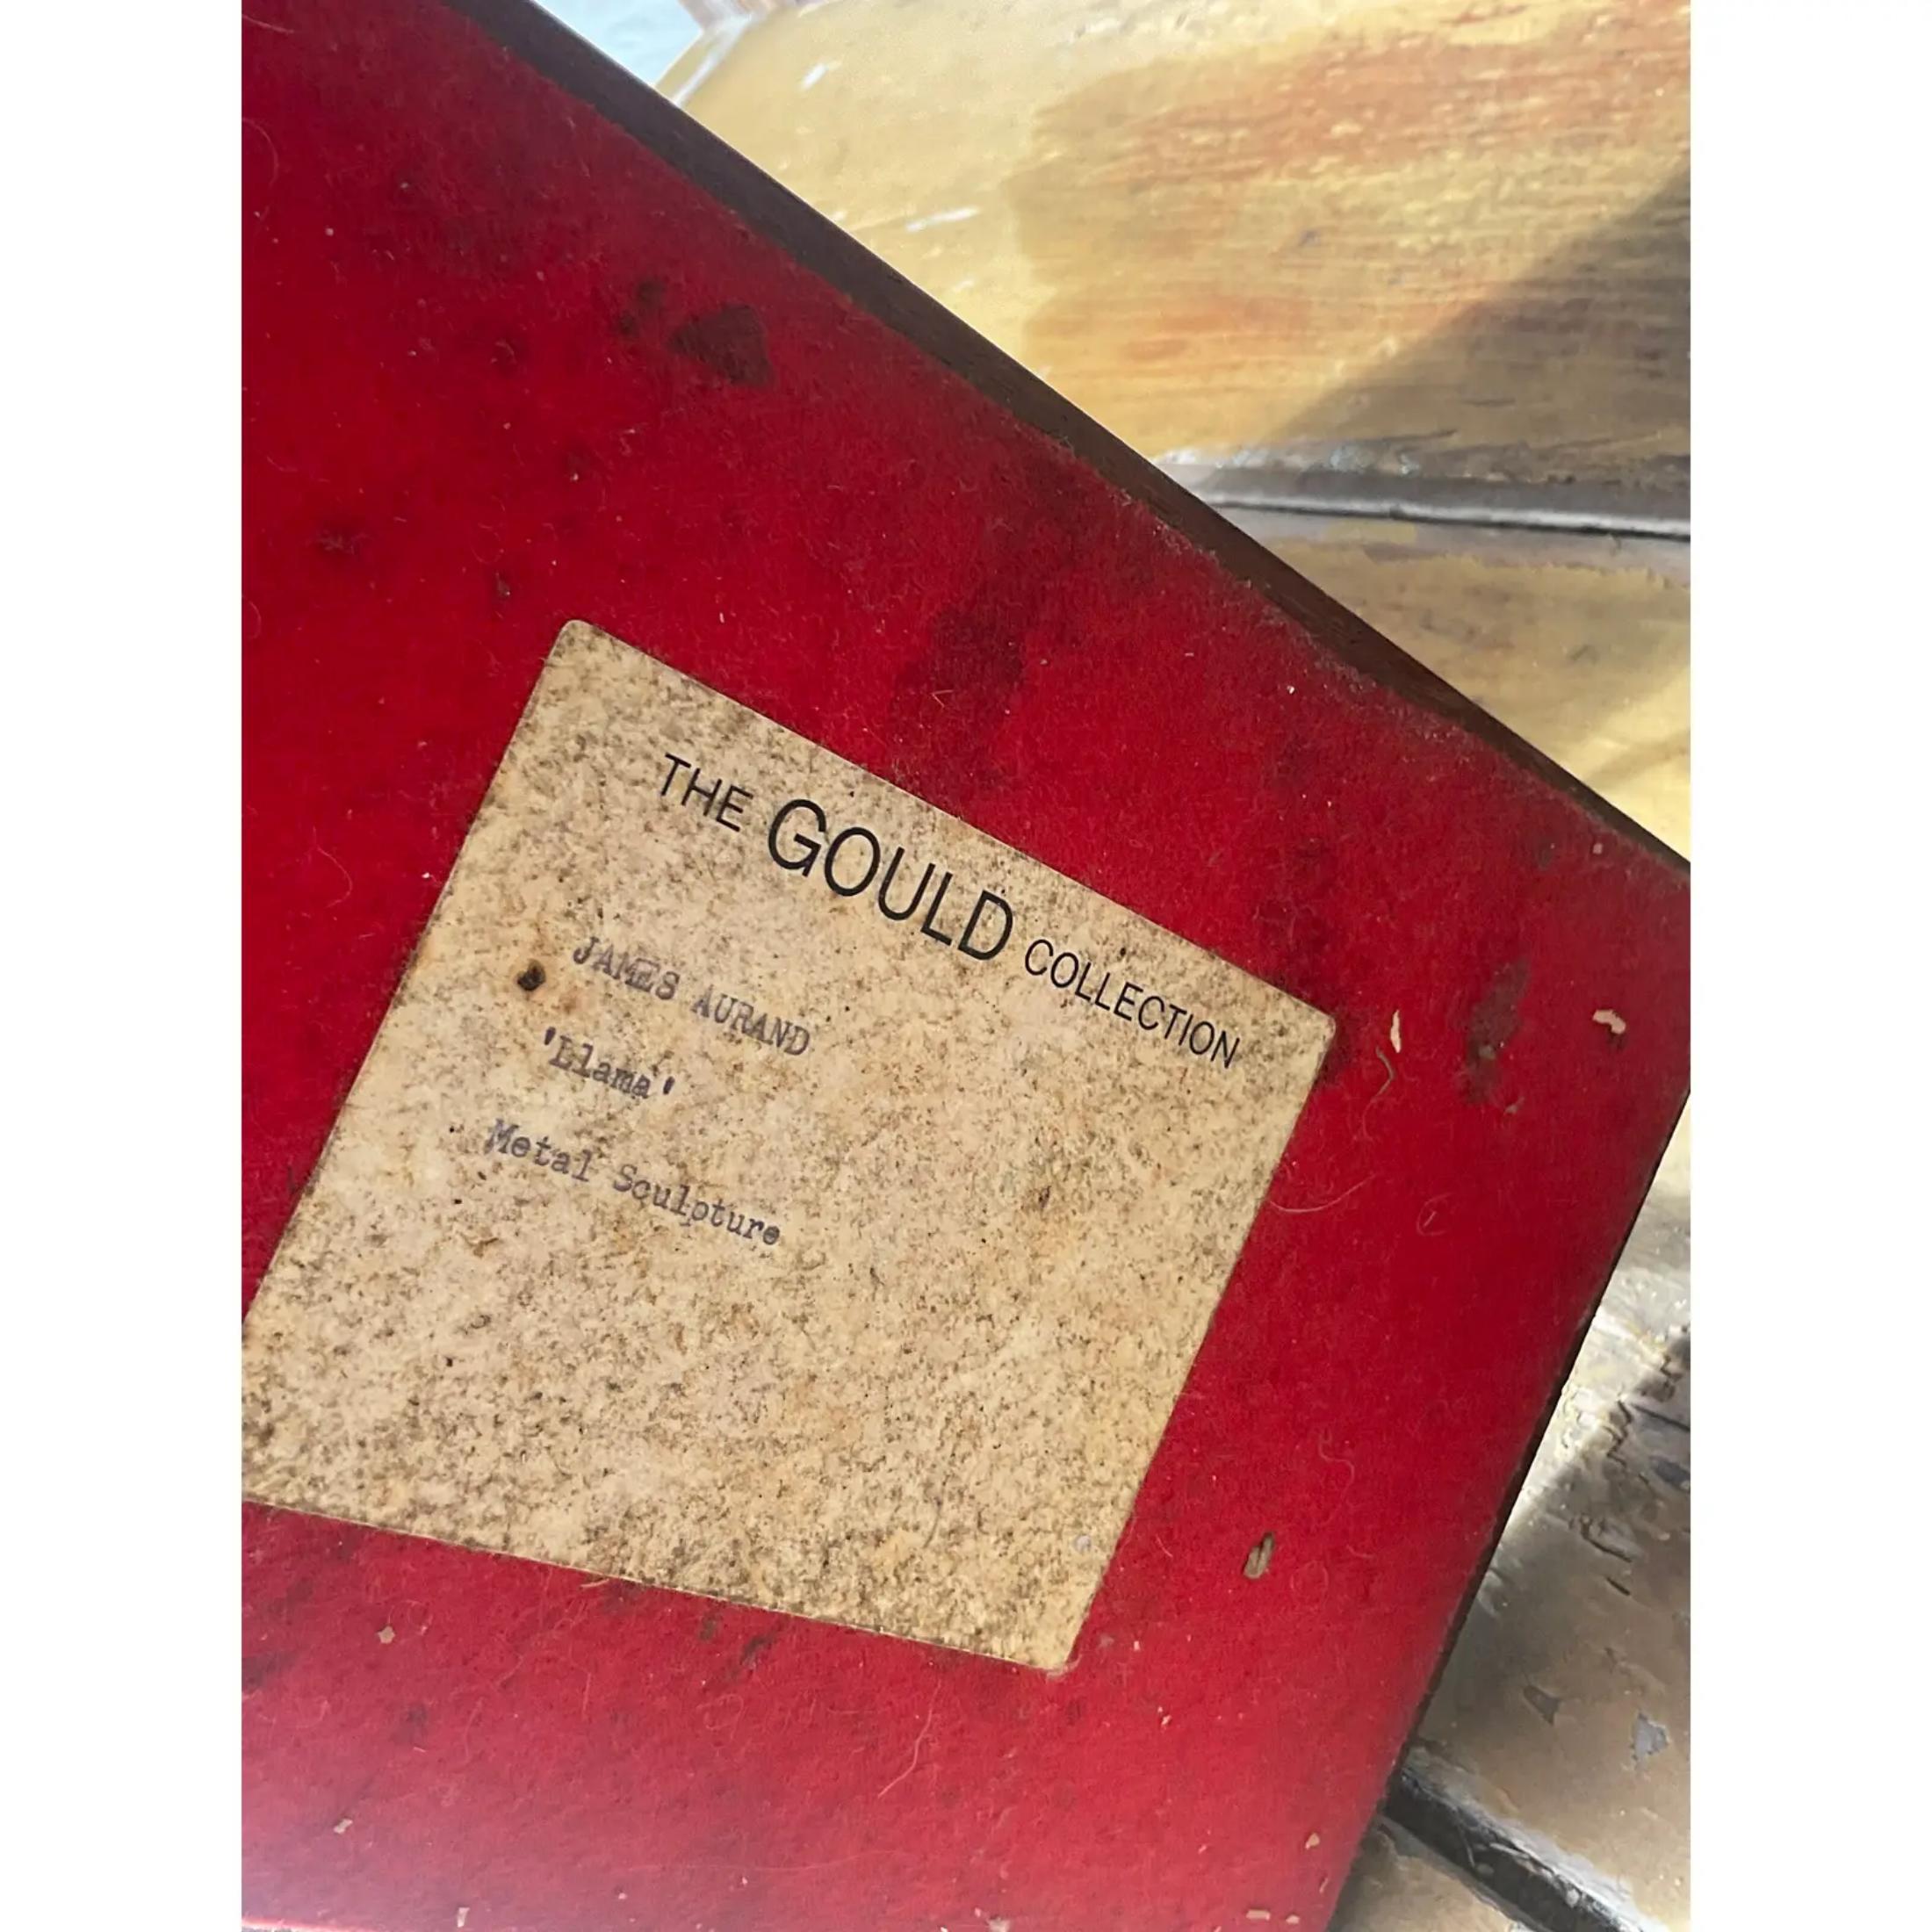 THE GOULD COLLECTION
JAMES AURAND
'Llama'
Metal Sculpture